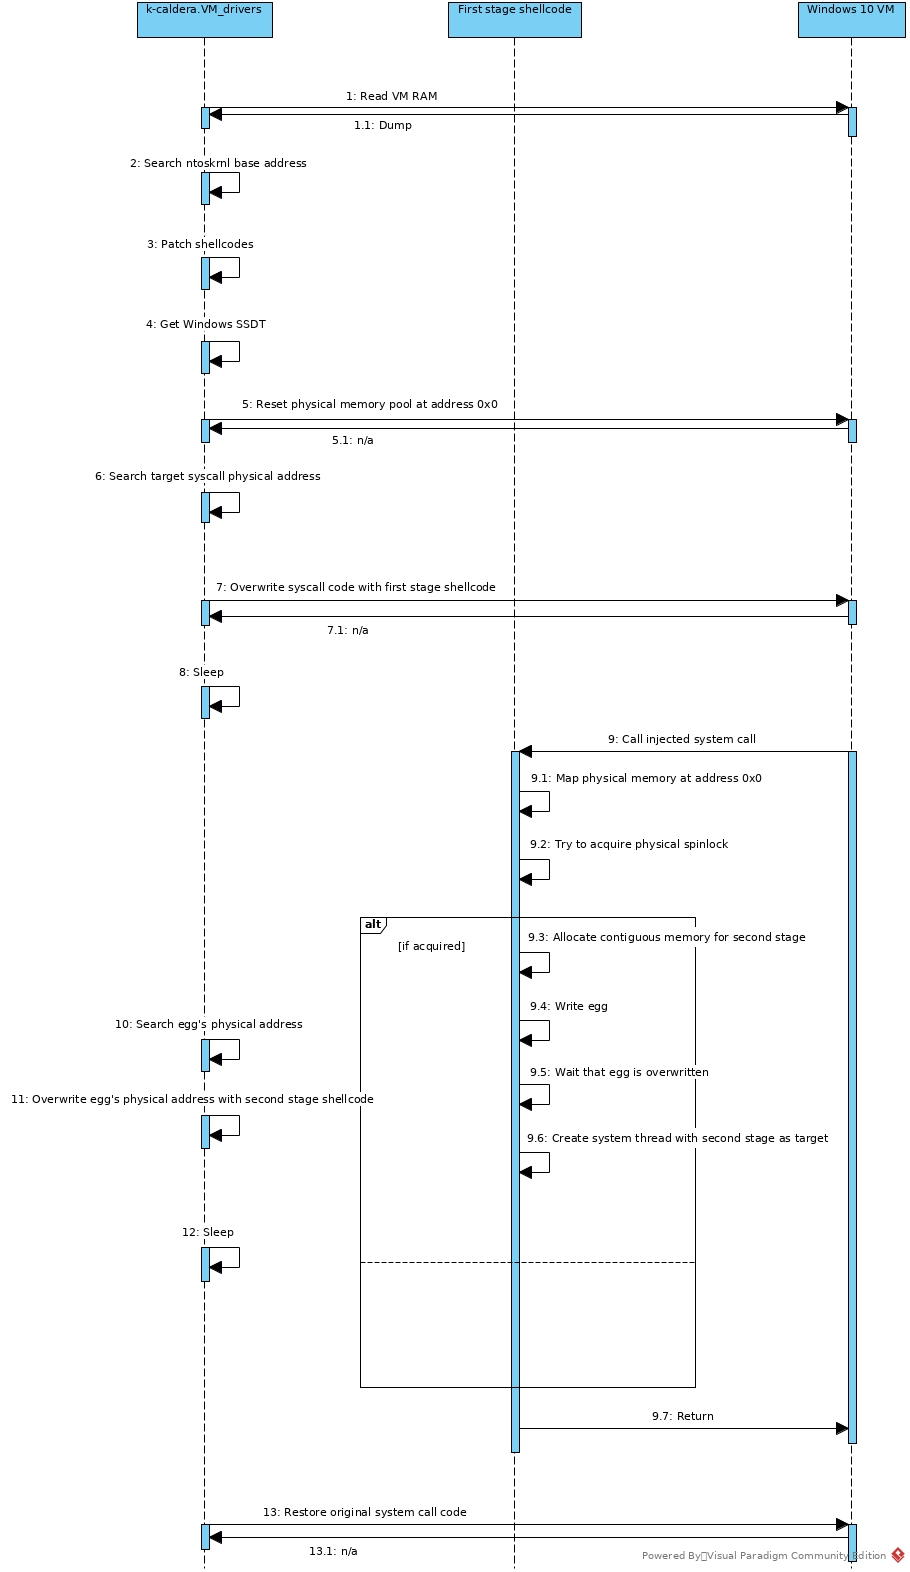 k-caldera.VM_drivers
First stage shellcode
Windows 10 VM
1: Read VM RAM
1.1: Dump
2: Search ntoskrnl base address
3: Patch shellcodes
4: Get Windows SSDT
5: Reset physical memory pool at address 0x0
5.1: n/a
6: Search target syscall physical address
7: Overwrite syscall code with first stage shellcode
7.1: n/a
8: Sleep
9: Call injected system call
9.1: Map physical memory at address 0x0
9.2: Try to acquire physical spinlock
alt
[if acquired]
9.3: Allocate contiguous memory for second stage
9.4: Write egg
10: Search egg's physical address
9.5: Wait that egg is overwritten
11: Overwrite egg's physical address with second stage shellcode
9.6: Create system thread with second stage as target
12: Sleep
9.7: Return
13: Restore original system call code
13.1: n/a
Powered By Visual Paradigm Community Edition